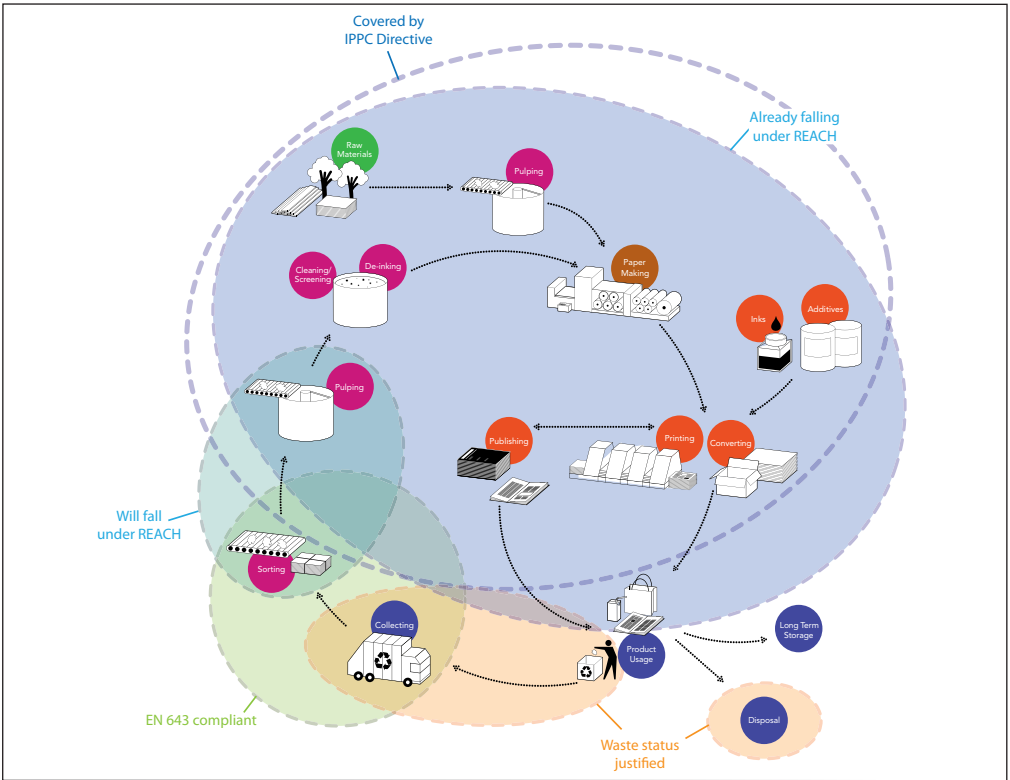 Covered by
IPPC Directive
Already falling
under REACH
Raw
Materials
Pulping
Cleaning/
Screening
De-inking
Paper
Making
Inks
Additives
Pulping
Publishing
Printing
Converting
Will fall
under REACH
Sorting
Collecting
Product
Usage
Long Term
Storage
EN 643 compliant
Disposal
Waste status
justified